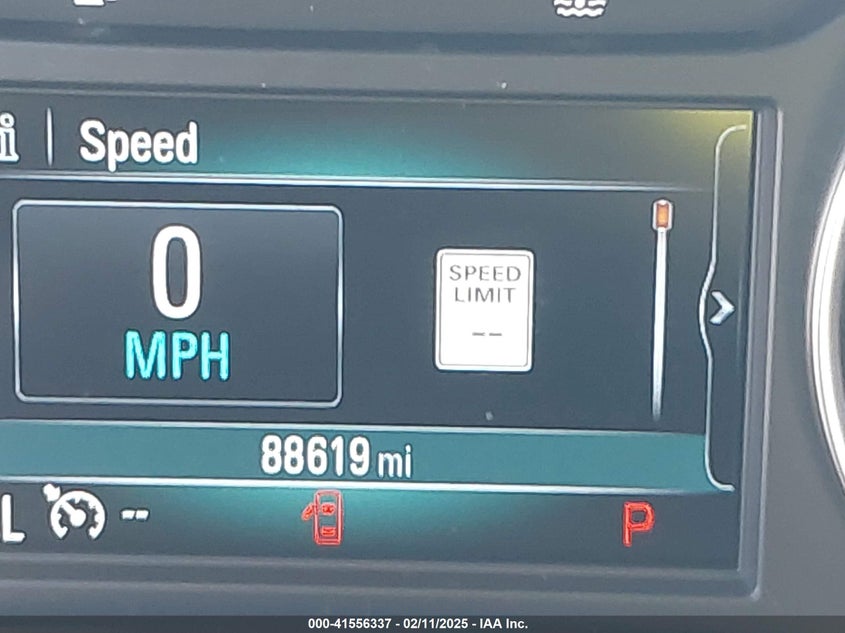 i | Speed
0
MPH
SPEED
LIMIT
--
88619 mi
L -- P
000-41556337 - 02/11/2025 - IAA Inc.